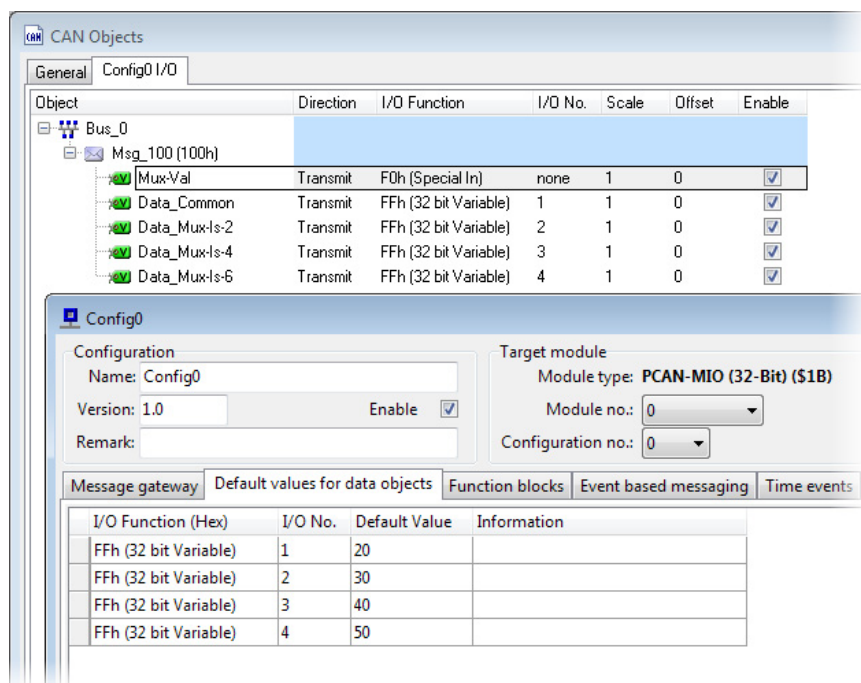 CAN CAN Objects
General Config0 I/O
Object Direction I/O Function I/O No. Scale Offset Enable
Bus_0
Msg_100 (100h)
eV Mux-Val Transmit F0h (Special In) none 1 0
eV Data_Common Transmit FFh (32 bit Variable) 1 1 0
eV Data_Mux-Is-2 Transmit FFh (32 bit Variable) 2 1 0
eV Data_Mux-Is-4 Transmit FFh (32 bit Variable) 3 1 0
eV Data_Mux-Is-6 Transmit FFh (32 bit Variable) 4 1 0
Config0
Configuration Target module
Name: Config0 Module type: PCAN-MIO (32-Bit) ($1B)
Version: 1.0 Enable Module no.: 0
Remark: Configuration no.: 0
Message gateway Default values for data objects Function blocks Event based messaging Time events
I/O Function (Hex) I/O No. Default Value Information
FFh (32 bit Variable) 1 20
FFh (32 bit Variable) 2 30
FFh (32 bit Variable) 3 40
FFh (32 bit Variable) 4 50